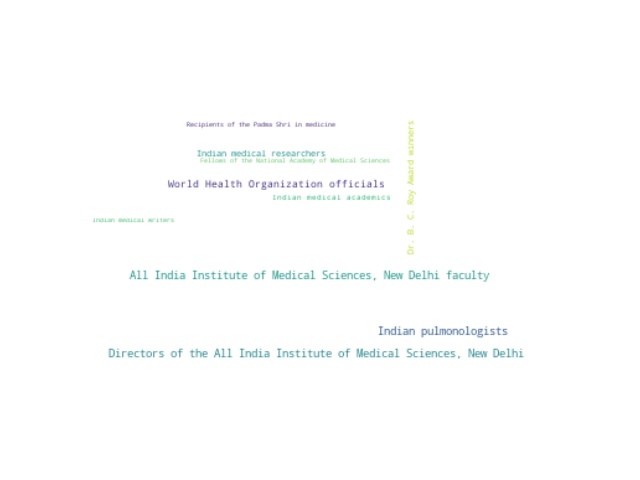 Recipients of the Padma Shri in medicine
Indian medical researchers
Fellows of the National Academy of Medical Sciences
World Health Organization officials
Indian medical academics
Indian medical writers
Dr. B. C. Roy Award winners
All India Institute of Medical Sciences, New Delhi faculty
Indian pulmonologists
Directors of the All India Institute of Medical Sciences, New Delhi